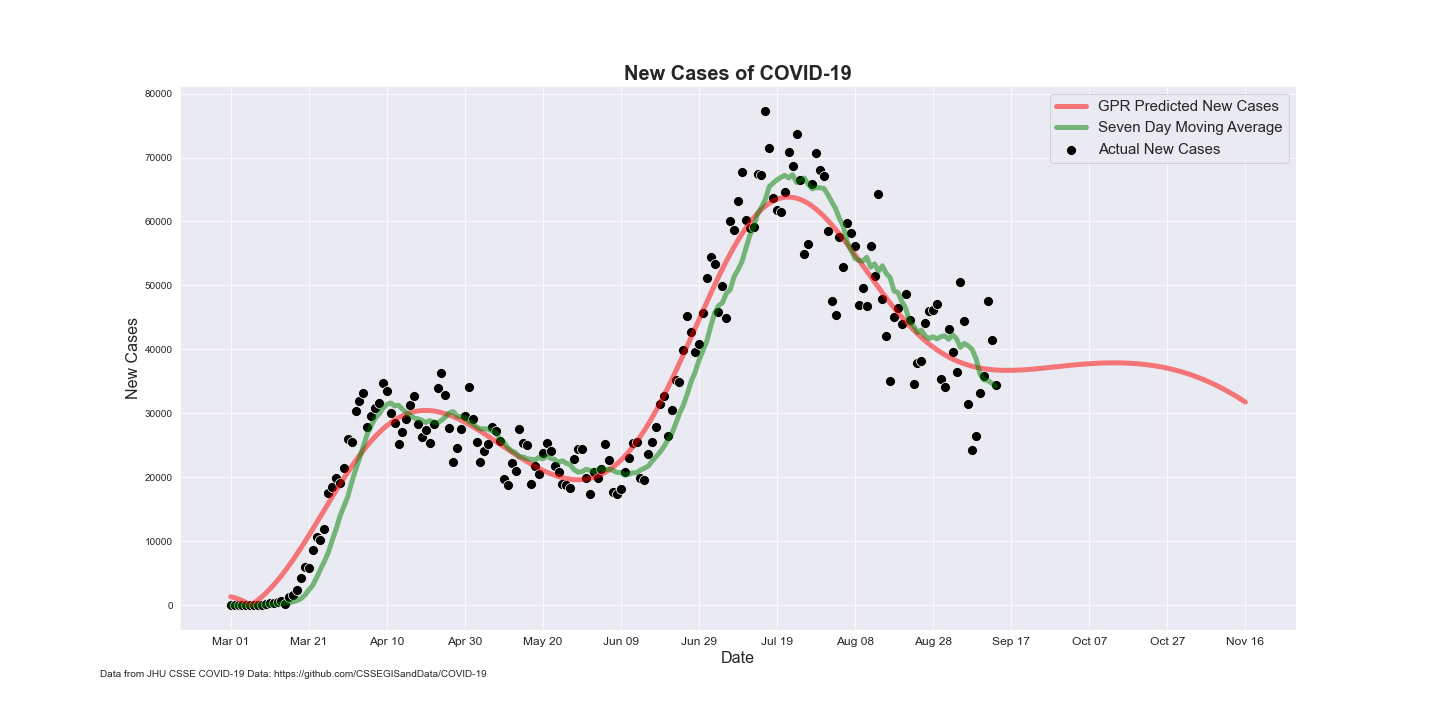 New Cases of COVID-19
GPR Predicted New Cases
Seven Day Moving Average
Actual New Cases
New Cases
80000
70000
60000
50000
40000
30000
20000
10000
0
Mar 01 Mar 21 Apr 10 Apr 30 May 20 Jun 09 Jun 29 Jul 19 Aug 08 Aug 28 Sep 17 Oct 07 Oct 27 Nov 16
Date
Data from JHU CSSE COVID-19 Data: https://github.com/CSSEGISandData/COVID-19